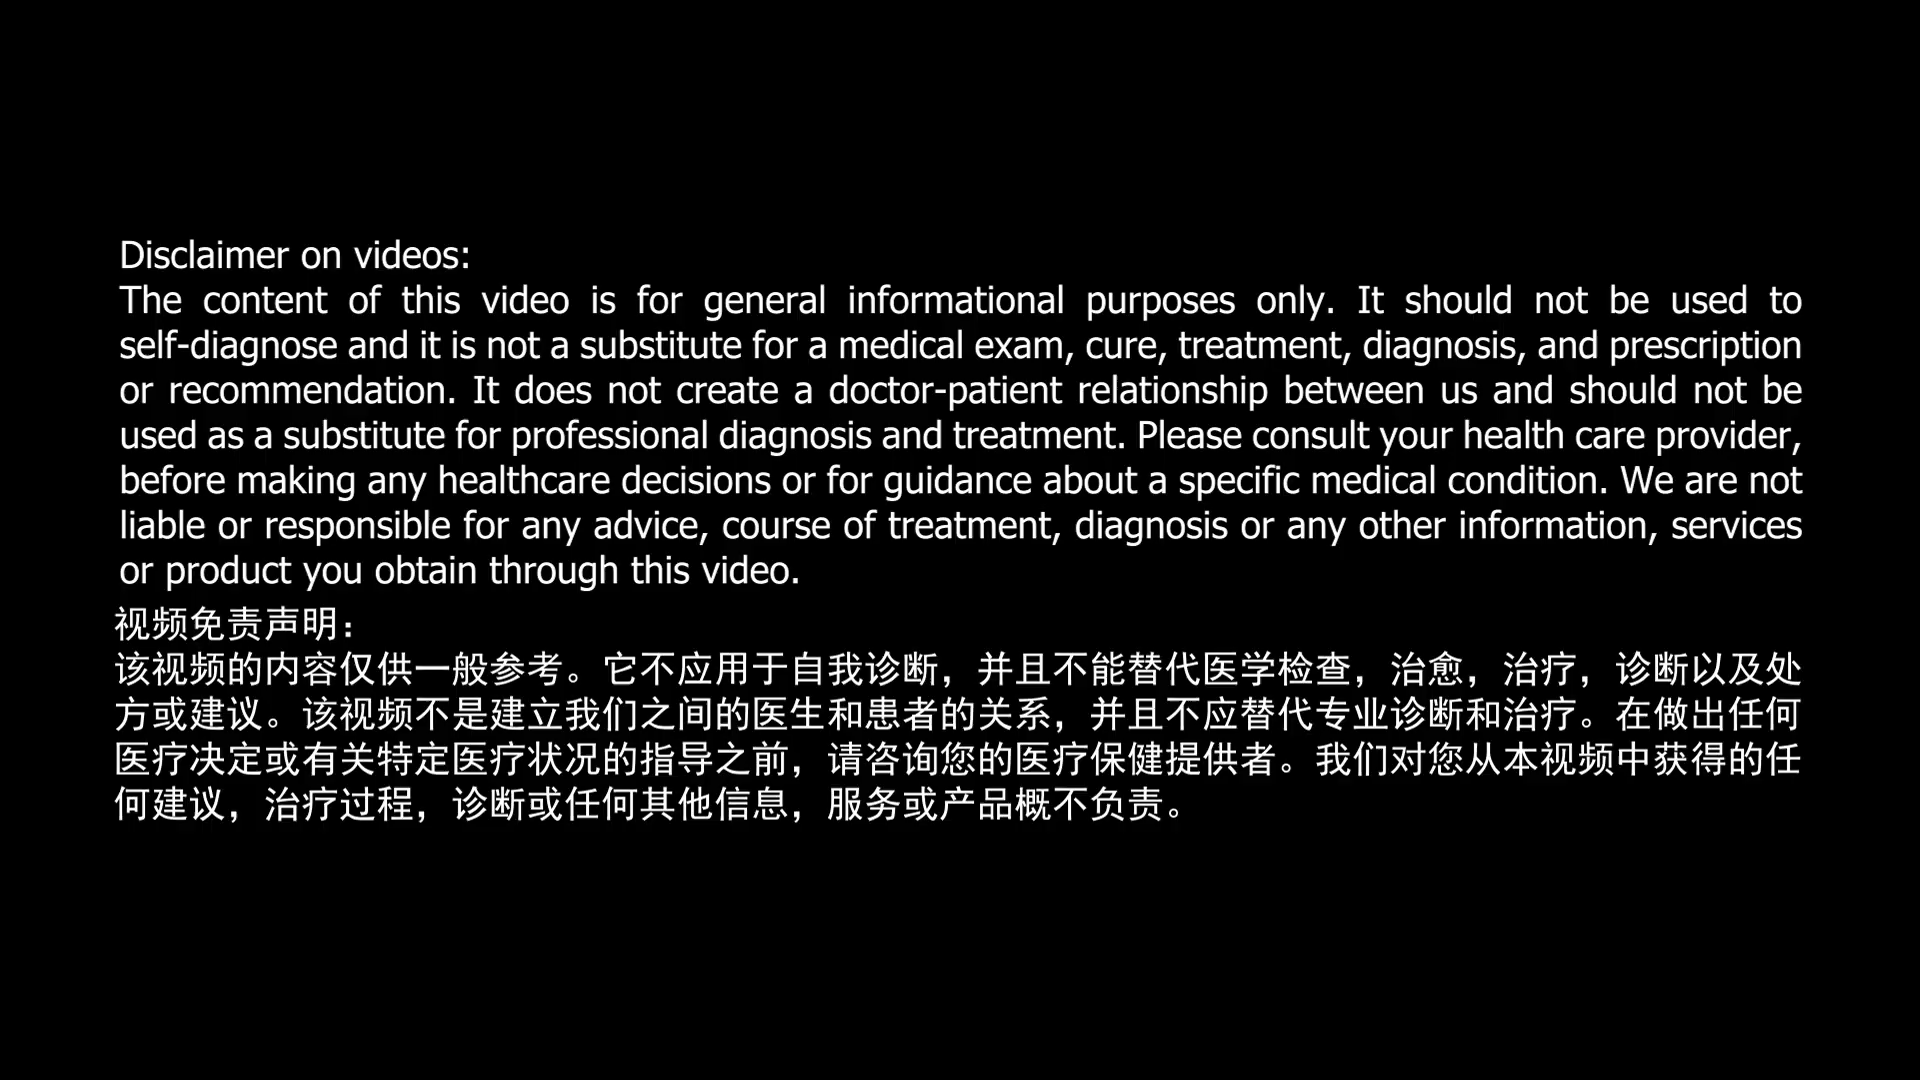 Disclaimer on videos:
The content of this video is for general informational purposes only. It should not be used to
self-diagnose and it is not a substitute for a medical exam, cure, treatment, diagnosis, and prescription
or recommendation. It does not create a doctor-patient relationship between us and should not be
used as a substitute for professional diagnosis and treatment. Please consult your health care provider,
before making any healthcare decisions or for guidance about a specific medical condition. We are not
liable or responsible for any advice, course of treatment, diagnosis or any other information, services
or product you obtain through this video.
视频免责声明：
该视频的内容仅供一般参考。它不应用于自我诊断，并且不能替代医学检查，治愈，治疗，诊断以及处
方或建议。该视频不是建立我们之间的医生和患者的关系，并且不应替代专业诊断和治疗。在做出任何
医疗决定或有关特定医疗状况的指导之前，请咨询您的医疗保健提供者。我们对您从本视频中获得的任
何建议，治疗过程，诊断或任何其他信息，服务或产品概不负责。